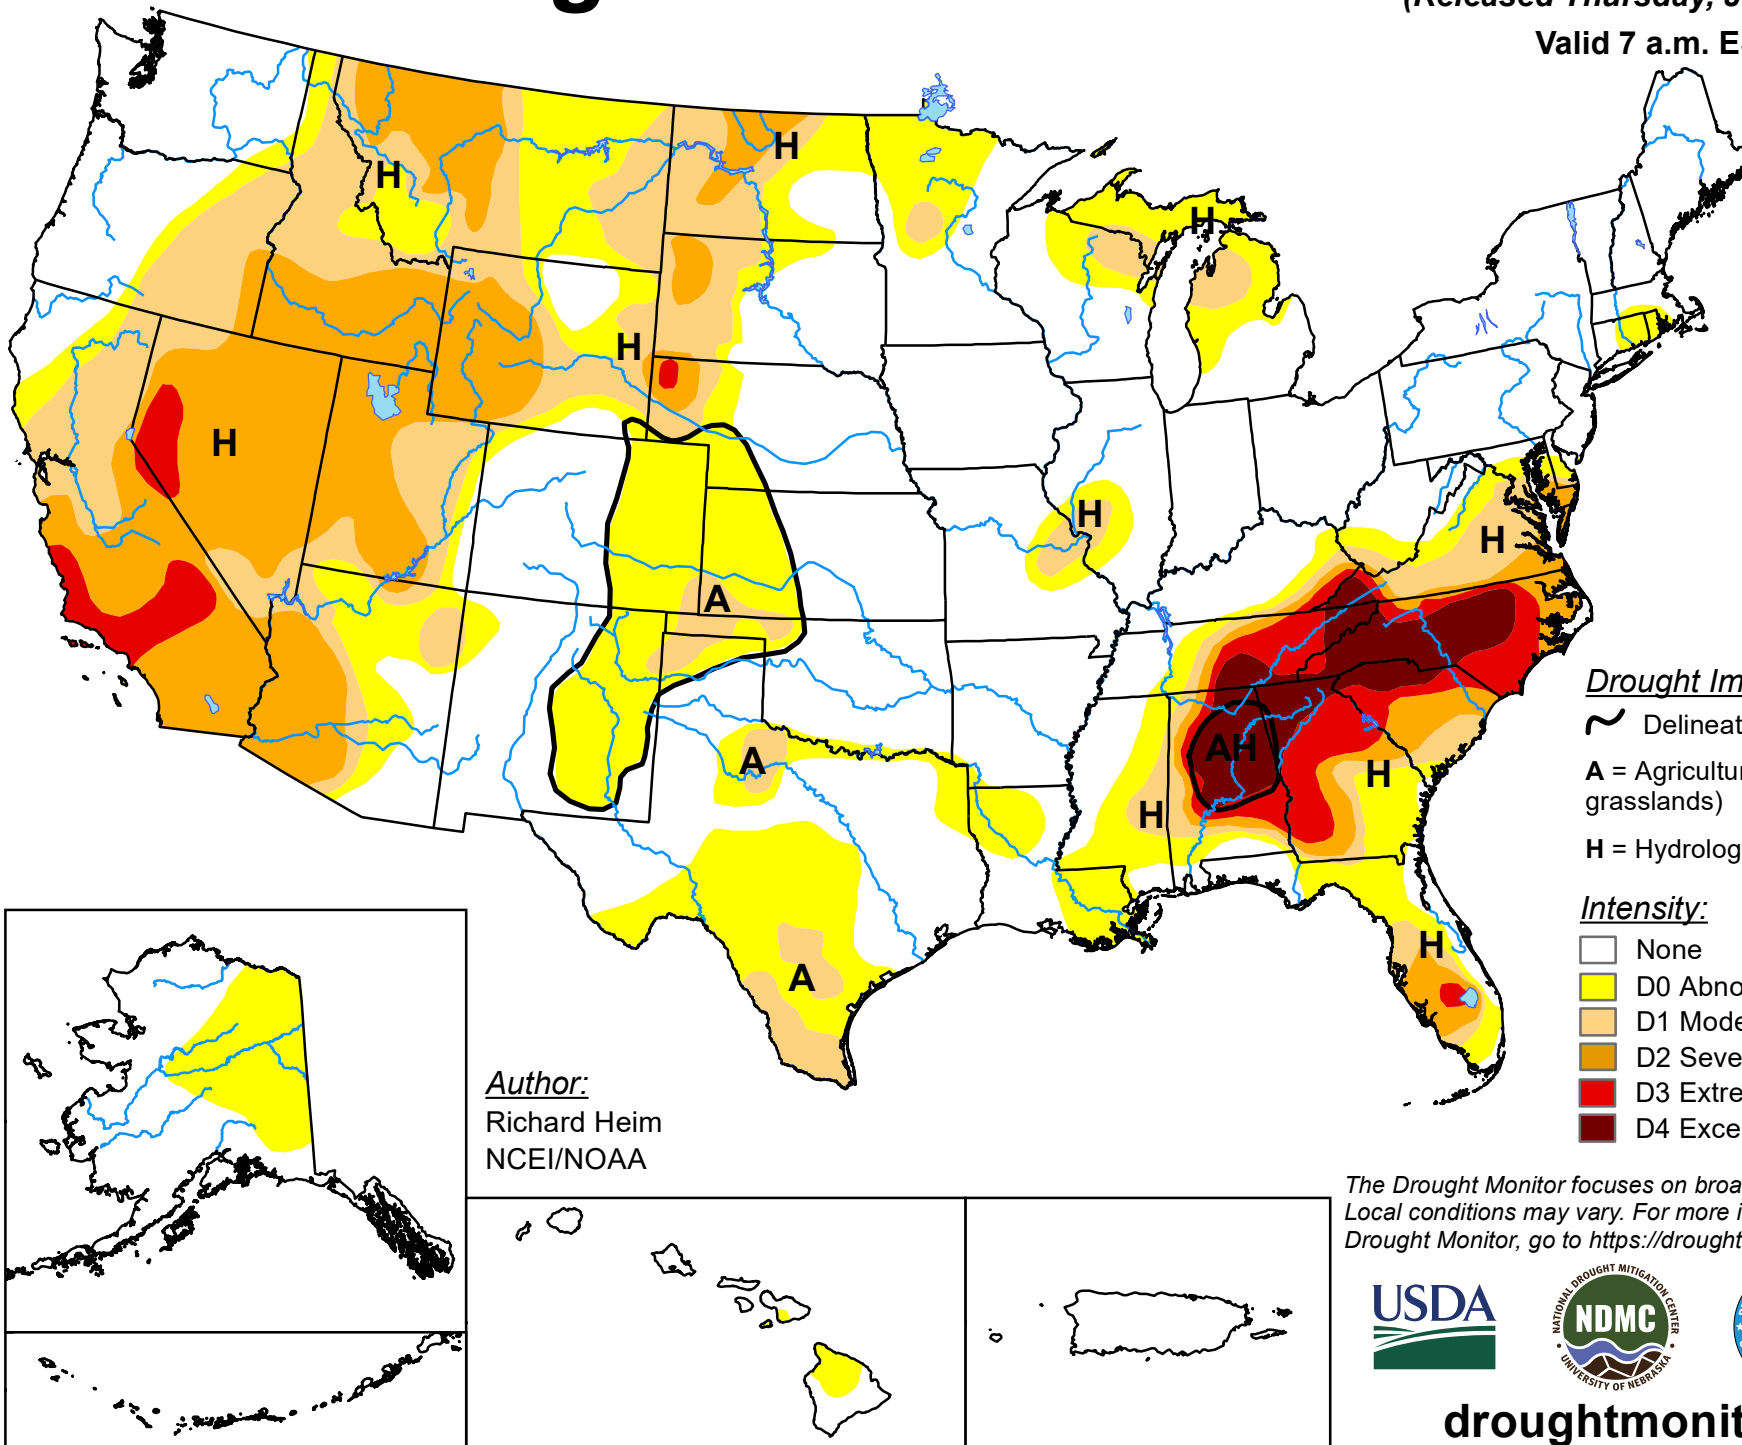 (Released Thursday, J
Valid 7 a.m. E
H
H
H
H
H
H
H
A
AH
A
H
H
H
A
Drought Im
Delineat
A = Agricultur
grasslands)
H = Hydrolog
Intensity:
None
D0 Abno
D1 Mode
D2 Seve
D3 Extre
D4 Exce
Author:
Richard Heim
NCEI/NOAA
The Drought Monitor focuses on broa
Local conditions may vary. For more i
Drought Monitor, go to https://drought
USDA
NATIONAL DROUGHT MITIGATION CENTER
NDMC
UNIVERSITY OF NEBRASKA
droughtmonit